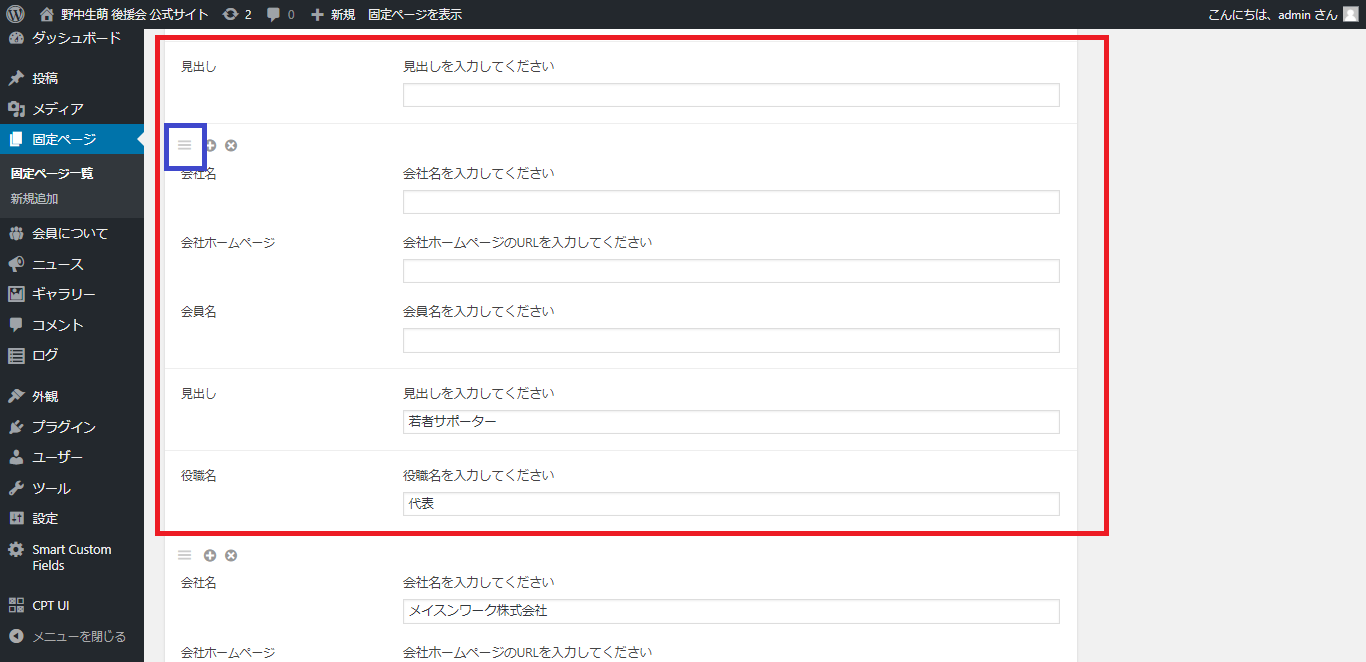 野中生萌 後援会 公式サイト 2 0 新規 固定ページを表示 こんにちは、admin さん
ダッシュボード
投稿
メディア
固定ページ
固定ページ一覧
新規追加
会員について
ニュース
ギャラリー
コメント
ログ
外観
プラグイン
ユーザー
ツール
設定
Smart Custom
Fields
CPT UI
メニューを閉じる
見出し 見出しを入力してください
会社名 会社名を入力してください
会社ホームページ 会社ホームページのURLを入力してください
会員名 会員名を入力してください
見出し 見出しを入力してください
若者サポーター
役職名 役職名を入力してください
代表
会社名 会社名を入力してください
メイスンワーク株式会社
会社ホームページ 会社ホームページのURLを入力してください